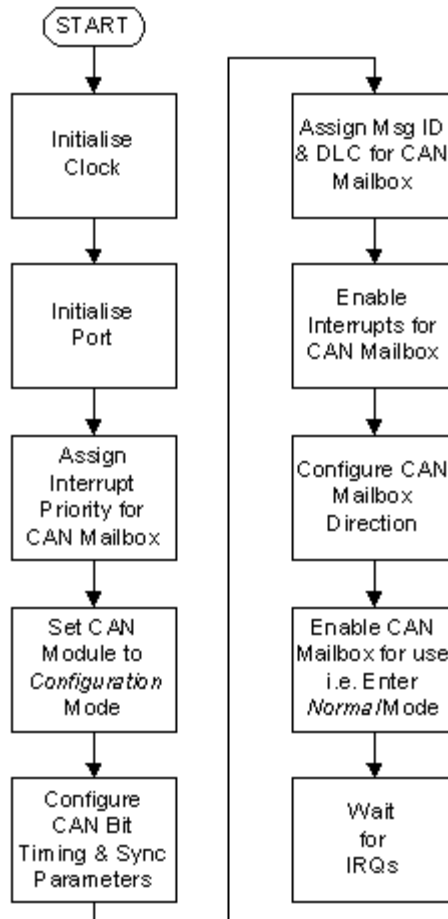 START
Initialise
Clock
Initialise
Port
Assign
Interrupt
Priority for
CAN Mailbox
Set CAN
Module to
Configuration
Mode
Configure
CAN Bit
Timing & Sync
Parameters
Assign Msg ID
& DLC for CAN
Mailbox
Enable
Interrupts for
CAN Mailbox
Configure CAN
Mailbox
Direction
Enable CAN
Mailbox for use
i.e. Enter
Normal Mode
Wait
for
IRQs